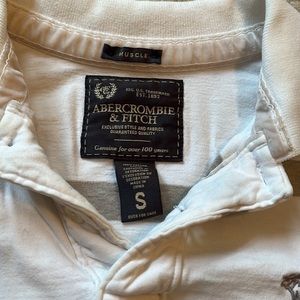 MUSCLE
REG. U.S. TRADEMARK
EST. 1892
ABERCROMBIE
& FITCH
EXCLUSIVE STYLE AND FABRICS
GUARANTEED QUALITY
Genuine for over 100 years
MADE IN
CHINA
S